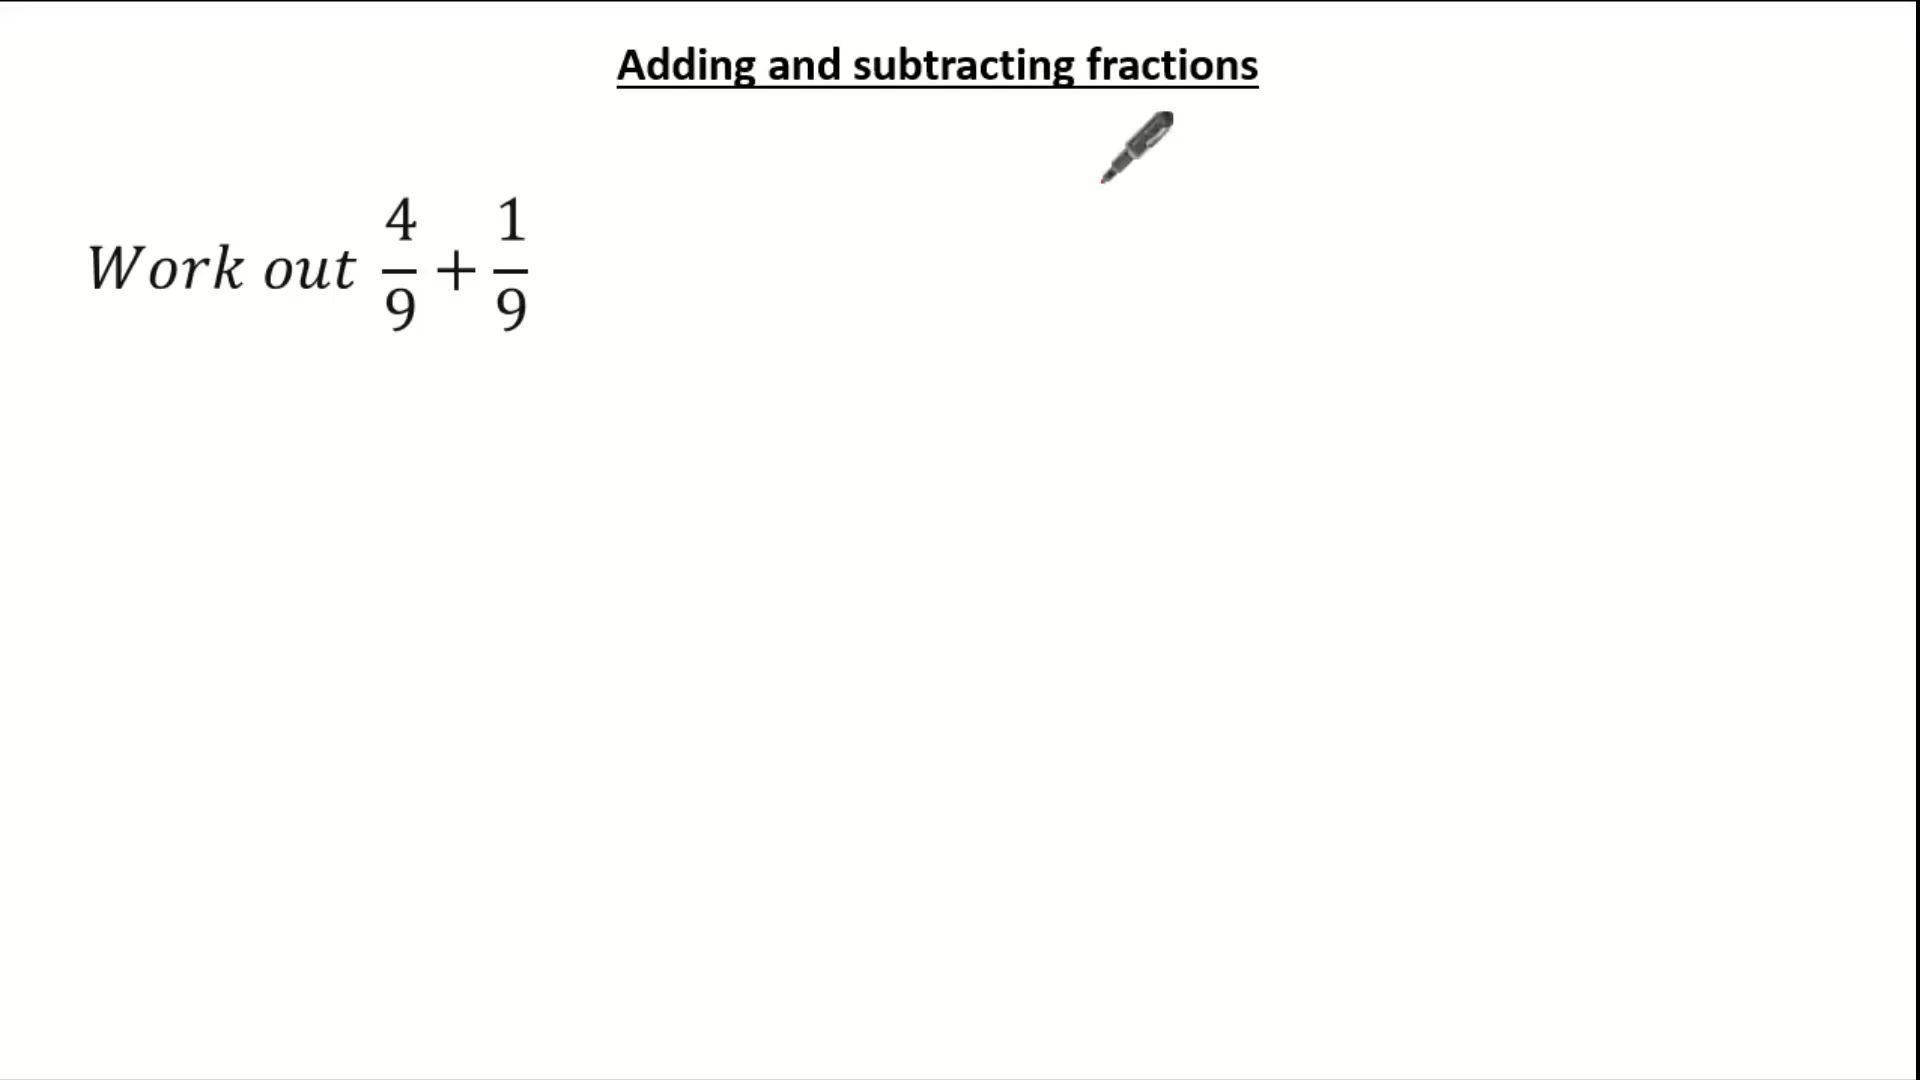 Adding and subtracting fractions
Work out 4/9 + 1/9